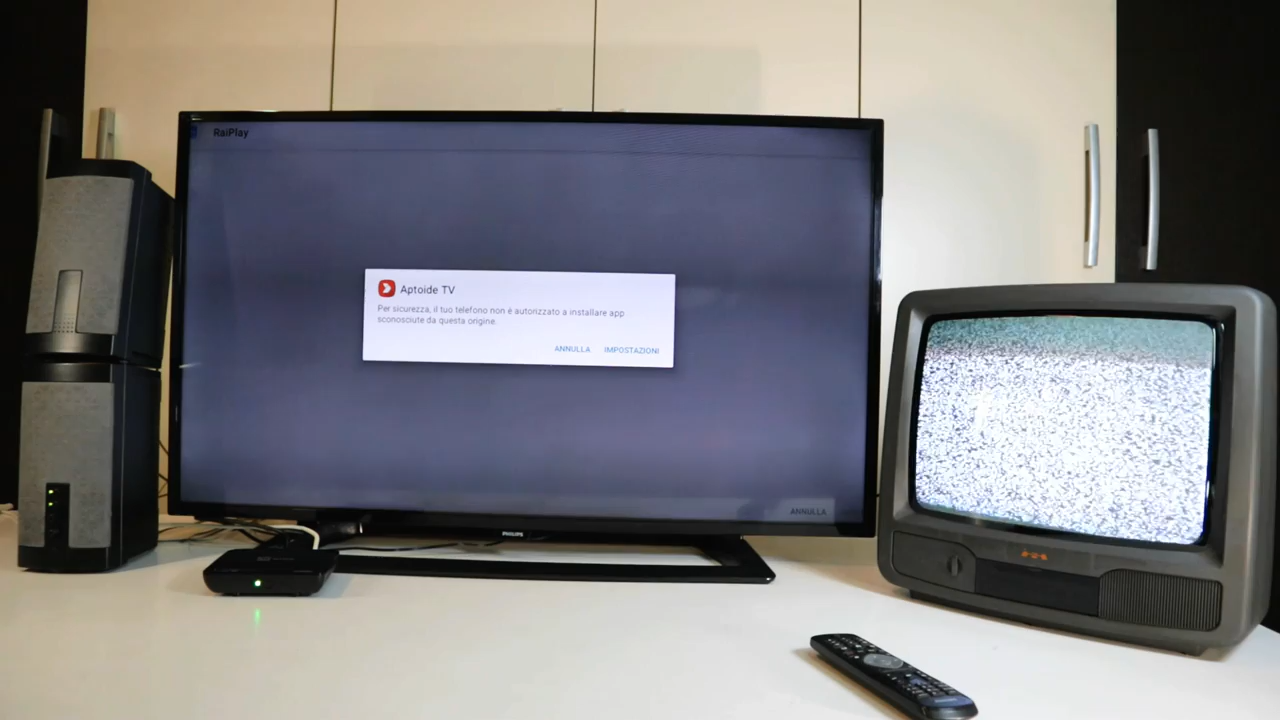 RaiPlay
Aptoide TV
Per sicurezza, il tuo telefono non è autorizzato a installare app
sconosciute da questa origine.
ANNULLA IMPOSTAZIONI
ANNULLA
PHILIPS